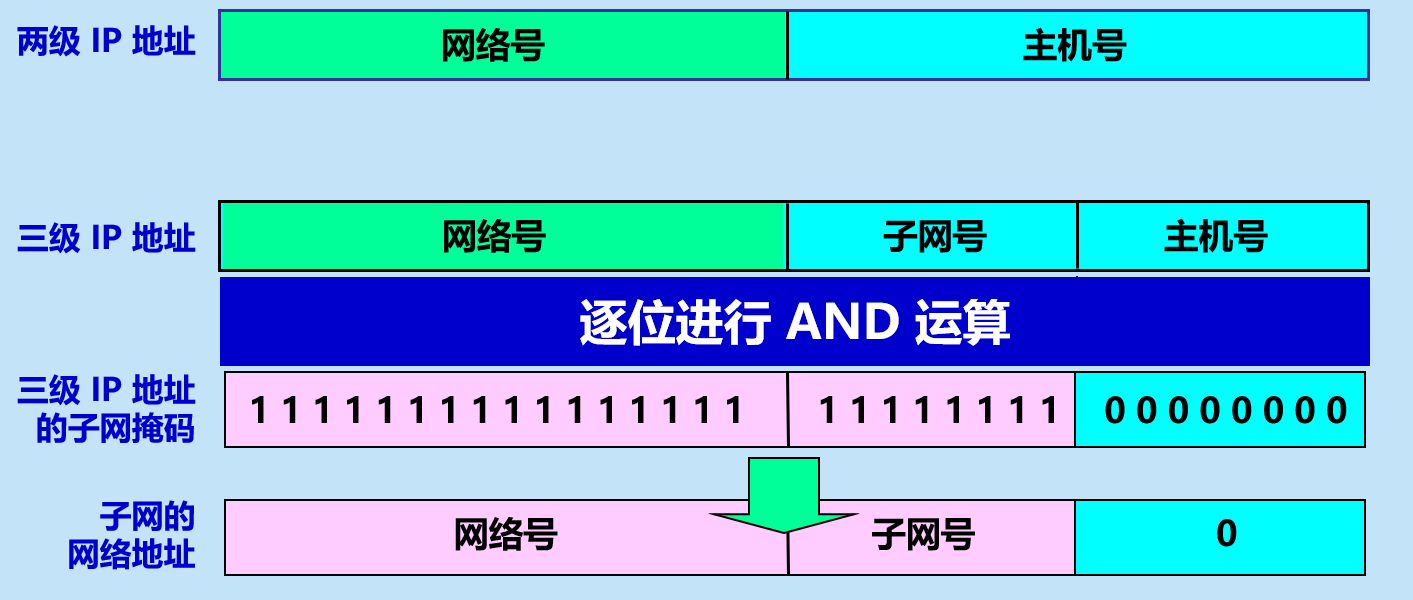 两级 IP 地址
网络号
主机号
三级 IP 地址
网络号
子网号
主机号
逐位进行 AND 运算
三级 IP 地址
的子网掩码
1 1 1 1 1 1 1 1 1 1 1 1 1 1 1 1
1 1 1 1 1 1 1 1
0 0 0 0 0 0 0 0
子网的
网络地址
网络号
子网号
0